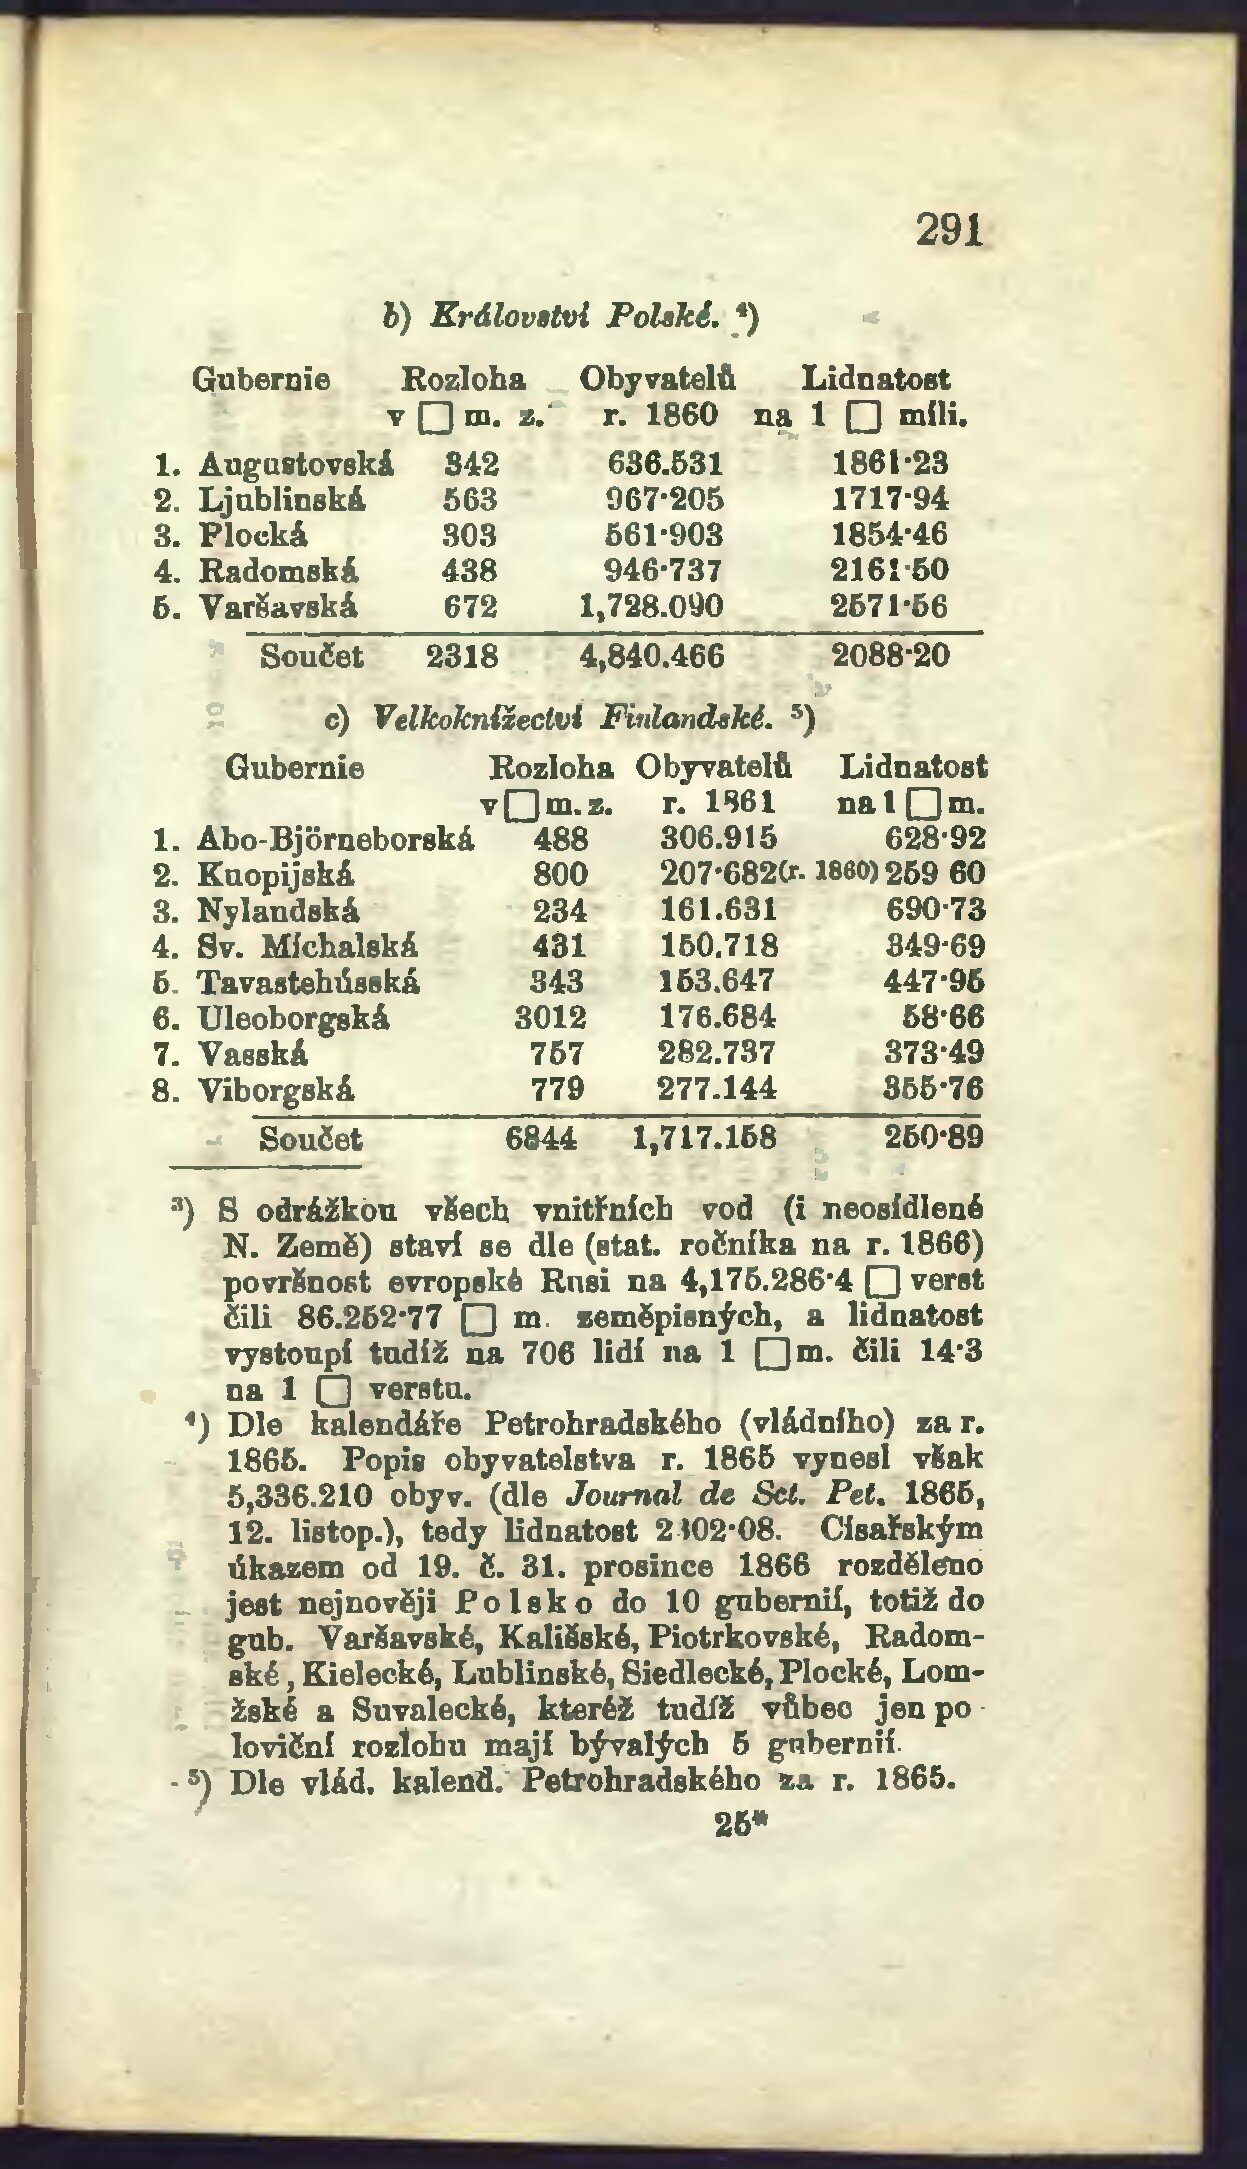 291
b) Království Polské. ⁴)
Gubernie Rozloha Obyvatelů Lidnatost
v □ m. z. r. 1860 na 1 □ míli.
1. Augustovská 342 636.531 1861·23
2. Ljublinská 563 967·205 1717·94
3. Plocká 303 561·903 1854·46
4. Radomská 438 946·737 2161·50
5. Varšavská 672 1,728.090 2571·56
Součet 2318 4,840.466 2088·20
c) Velkoknížectví Finlandské. ⁵)
Gubernie Rozloha Obyvatelů Lidnatost
v □ m. z. r. 1861 na 1 □ m.
1. Abo-Björneborská 488 306.915 628·92
2. Kuopijská 800 207·682 (r. 1860) 259 60
3. Nylandská 234 161.631 690·73
4. Sv. Míchalská 431 150.718 349·69
5. Tavastehússká 343 153.647 447·95
6. Uleoborgská 3012 176.684 58·66
7. Vasská 757 282.737 373·49
8. Viborgská 779 277.144 355·76
Součet 6844 1,717.158 250·89
³) S odrážkou všech vnitřních vod (i neosídlené
N. Země) staví se dle (stat. ročníka na r. 1866)
površnost evropské Rusi na 4,175.286·4 □ verst
čili 86.252·77 □ m. zeměpisných, a lidnatost
vystoupí tudíž na 706 lidí na 1 □ m. čili 14·3
na 1 □ verstu.
⁴) Dle kalendáře Petrohradského (vládního) za r.
1865. Popis obyvatelstva r. 1865 vynesl však
5,336.210 obyv. (dle Journal de Sct. Pet. 1865,
12. listop.), tedy lidnatost 2302·08. Císařským
úkazem od 19. č. 31. prosince 1866 rozděleno
jest nejnověji Polsko do 10 gubernií, totiž do
gub. Varšavské, Kališské, Piotrkovské, Radom-
ské, Kielecké, Lublinské, Siedlecké, Plocké, Lom-
žské a Suvalecké, kteréž tudíž vůbec jen po-
loviční rozlohu mají bývalých 5 gubernií.
⁵) Dle vlád. kalend. Petrohradského za r. 1865.
25*